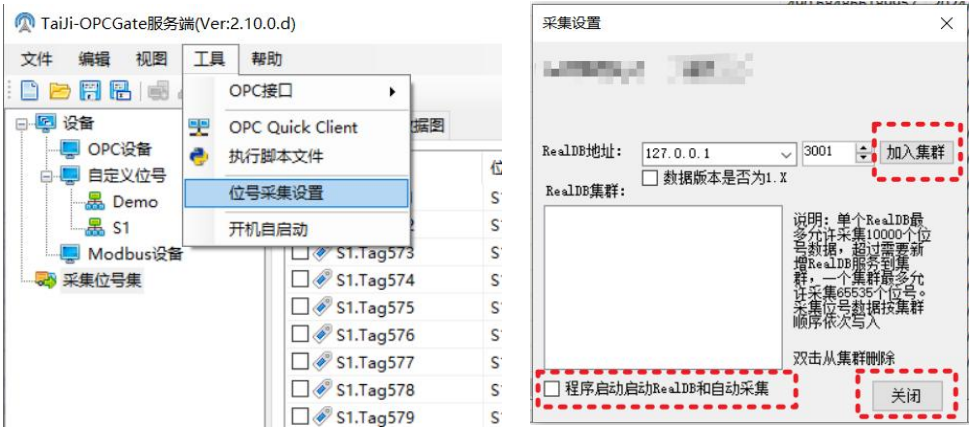 TaiJi-OPCGate服务端(Ver:2.10.0.d)
文件 编辑 视图 工具 帮助
OPC接口
OPC Quick Client
执行脚本文件
位号采集设置
开机自启动
设备
OPC设备
自定义位号
Demo
S1
Modbus设备
采集位号集
据图
位
S1.Tag573
S1.Tag574
S1.Tag575
S1.Tag576
S1.Tag577
S1.Tag578
S1.Tag579
采集设置
RealDB地址: 127.0.0.1 3001 加入集群
数据版本是否为1.X
RealDB集群:
说明: 单个RealDB最
多允许采集10000个位
号数据, 超过需要新
增RealDB服务到集
群, 一个集群最多允
许采集65535个位号。
采集位号数据按集群
顺序依次写入
双击从集群删除
程序启动启动RealDB和自动采集
关闭